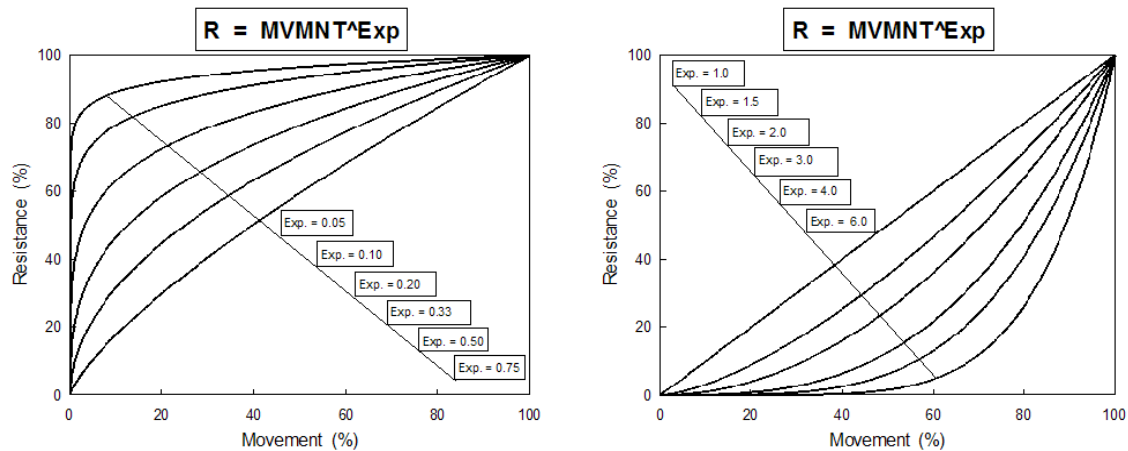 R = MVMNT^Exp
100
80
60
40
20
0
Resistance (%)
Exp. = 0.05
Exp. = 0.10
Exp. = 0.20
Exp. = 0.33
Exp. = 0.50
Exp. = 0.75
0 20 40 60 80 100
Movement (%)
R = MVMNT^Exp
100
80
60
40
20
0
Resistance (%)
Exp. = 1.0
Exp. = 1.5
Exp. = 2.0
Exp. = 3.0
Exp. = 4.0
Exp. = 6.0
0 20 40 60 80 100
Movement (%)